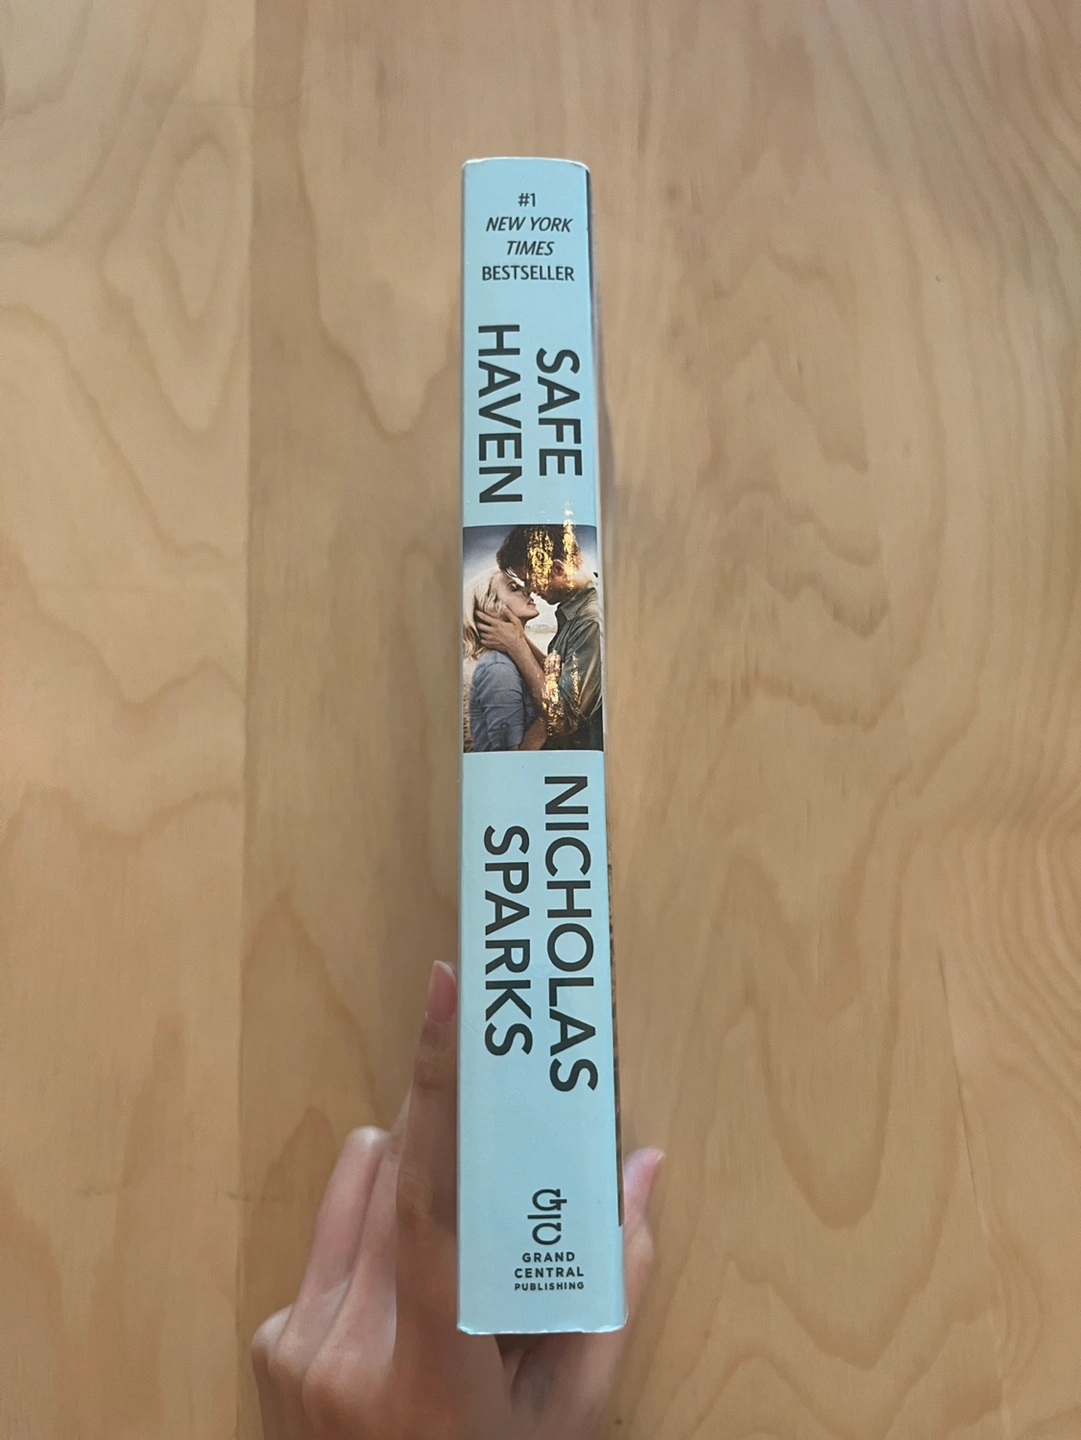 #1
NEW YORK
TIMES
BESTSELLER
SAFE
HAVEN
NICHOLAS
SPARKS
GRAND
CENTRAL
PUBLISHING